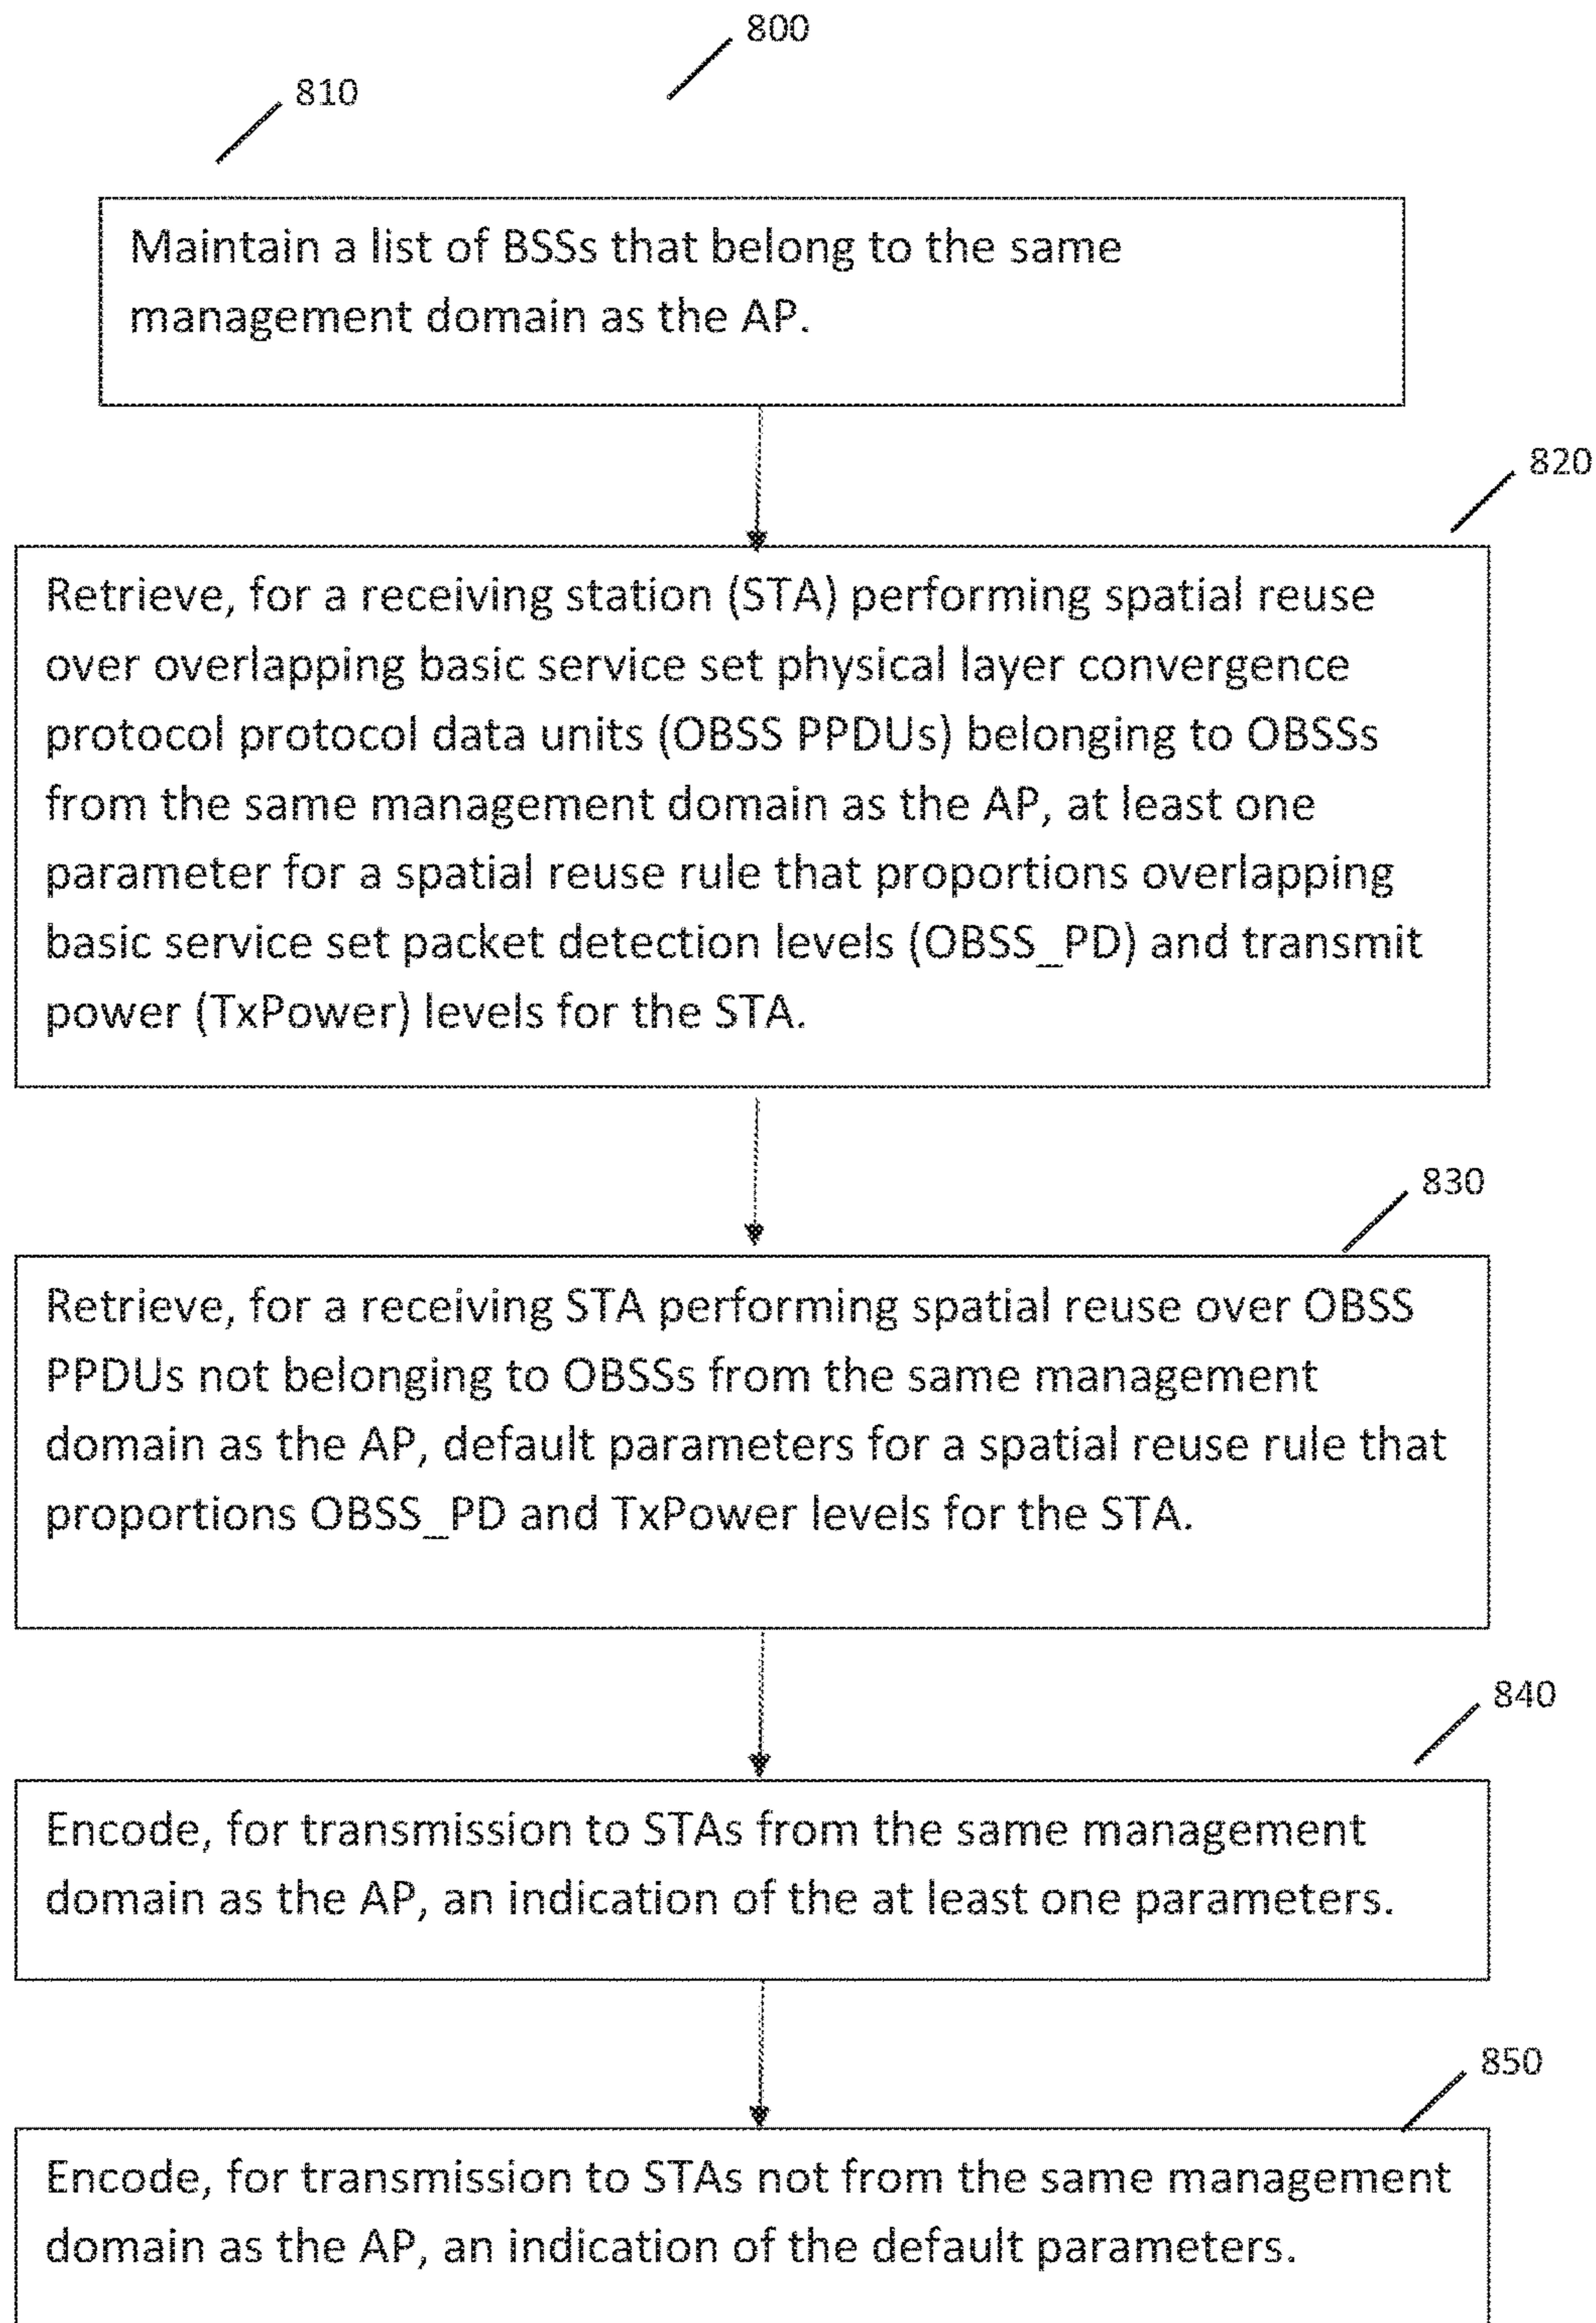 800
810
Maintain a list of BSSs that belong to the same
management domain as the AP.
820
Retrieve, for a receiving station (STA) performing spatial reuse
over overlapping basic service set physical layer convergence
protocol protocol data units (OBSS PPDUs) belonging to OBSSs
from the same management domain as the AP, at least one
parameter for a spatial reuse rule that proportions overlapping
basic service set packet detection levels (OBSS_PD) and transmit
power (TxPower) levels for the STA.
830
Retrieve, for a receiving STA performing spatial reuse over OBSS
PPDUs not belonging to OBSSs from the same management
domain as the AP, default parameters for a spatial reuse rule that
proportions OBSS_PD and TxPower levels for the STA.
840
Encode, for transmission to STAs from the same management
domain as the AP, an indication of the at least one parameters.
850
Encode, for transmission to STAs not from the same management
domain as the AP, an indication of the default parameters.